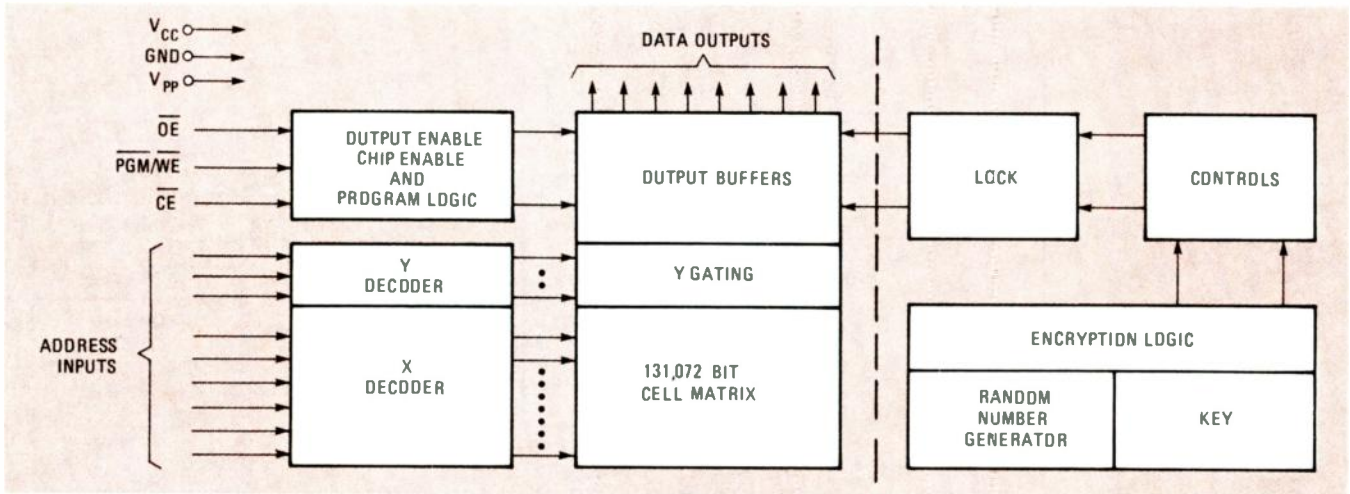 VCC
GND
VPP
DATA OUTPUTS
OE
PGM/WE
CE
OUTPUT ENABLE
CHIP ENABLE
AND
PROGRAM LOGIC
OUTPUT BUFFERS
LOCK
CONTROLS
ADDRESS
INPUTS
Y
DECODER
Y GATING
X
DECODER
131,072 BIT
CELL MATRIX
ENCRYPTION LOGIC
RANDOM
NUMBER
GENERATOR
KEY